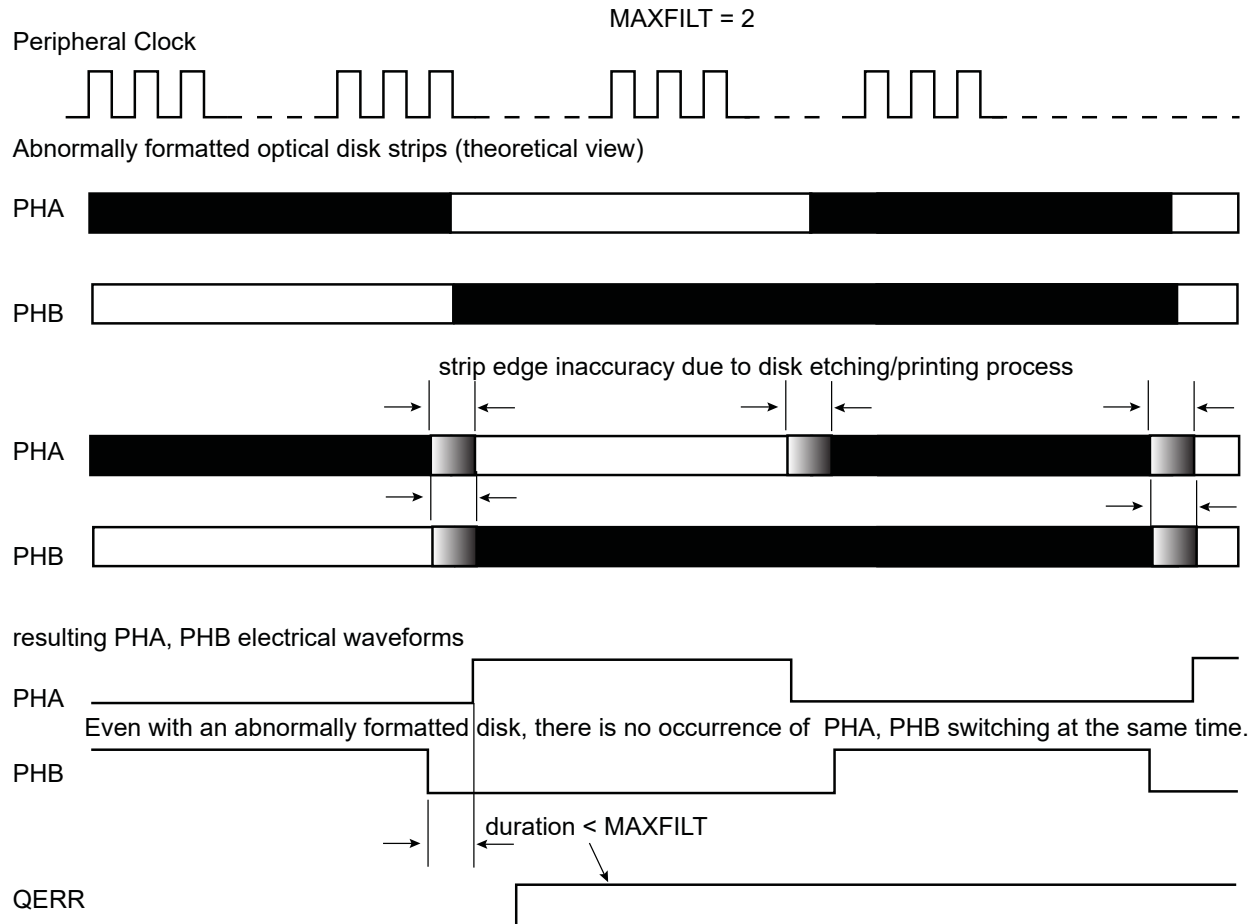 MAXFILT = 2
Peripheral Clock
Abnormally formatted optical disk strips (theoretical view)
PHA
PHB
strip edge inaccuracy due to disk etching/printing process
PHA
PHB
resulting PHA, PHB electrical waveforms
PHA
Even with an abnormally formatted disk, there is no occurrence of PHA, PHB switching at the same time.
PHB
duration < MAXFILT
QERR